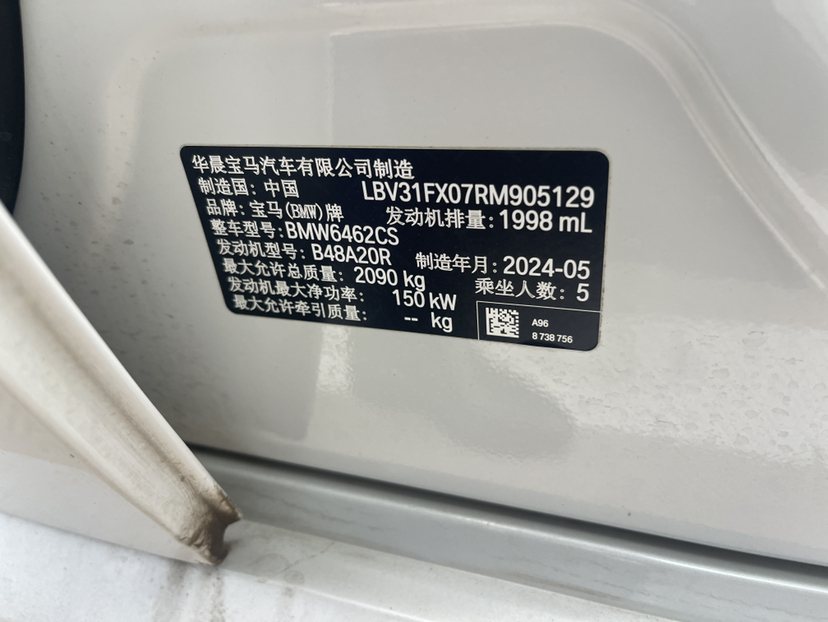 华晨宝马汽车有限公司制造
制造国: 中国 LBV31FX07RM905129
品牌: 宝马(BMW)牌 发动机排量: 1998 mL
整车型号: BMW6462CS
发动机型号: B48A20R 制造年月: 2024-05
最大允许总质量: 2090 kg 乘坐人数: 5
发动机最大净功率: 150 kW
最大允许牵引质量: -- kg
A96
8 738 756